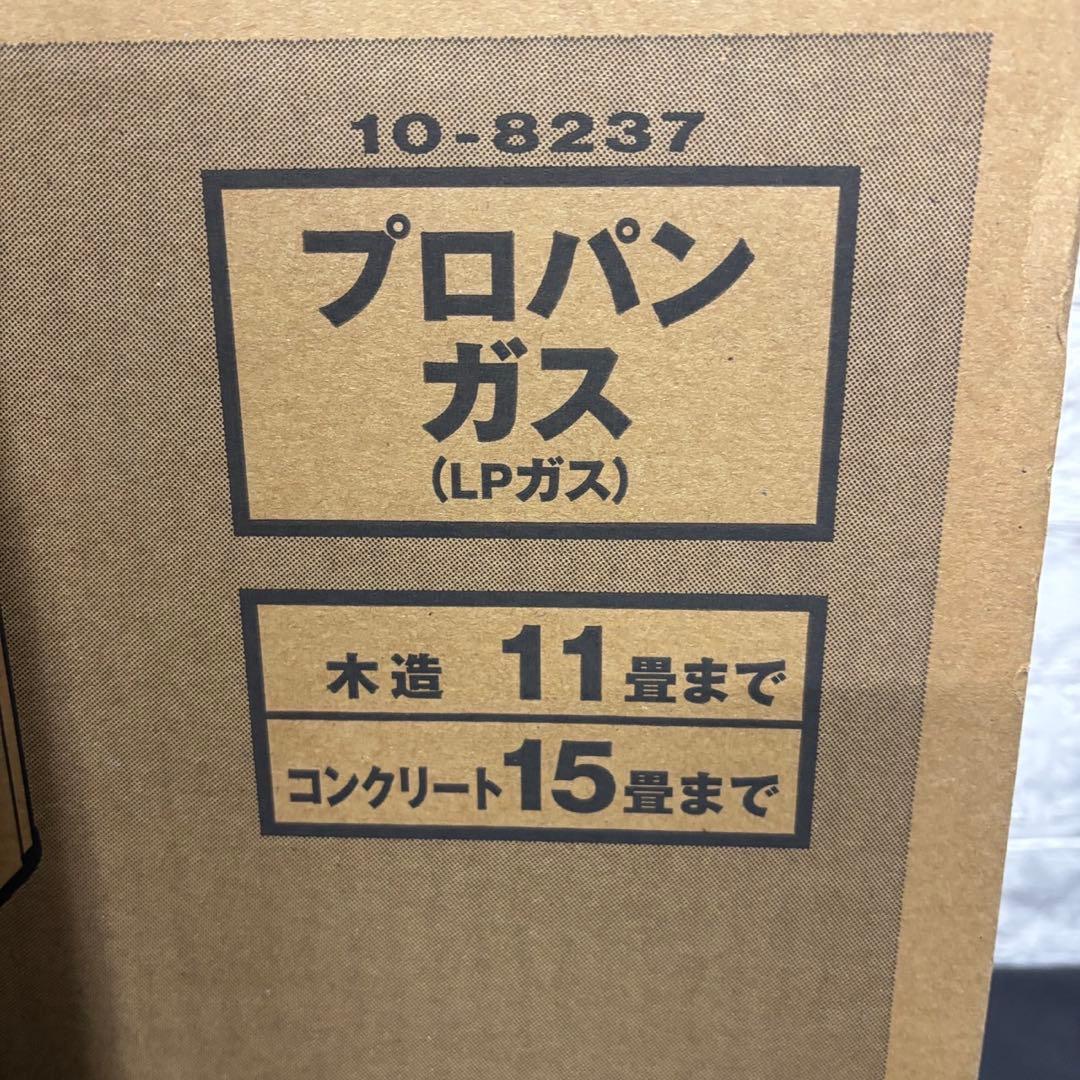 10-8237
プロパン
ガス
(LPガス)
木造 11畳まで
コンクリート15畳まで